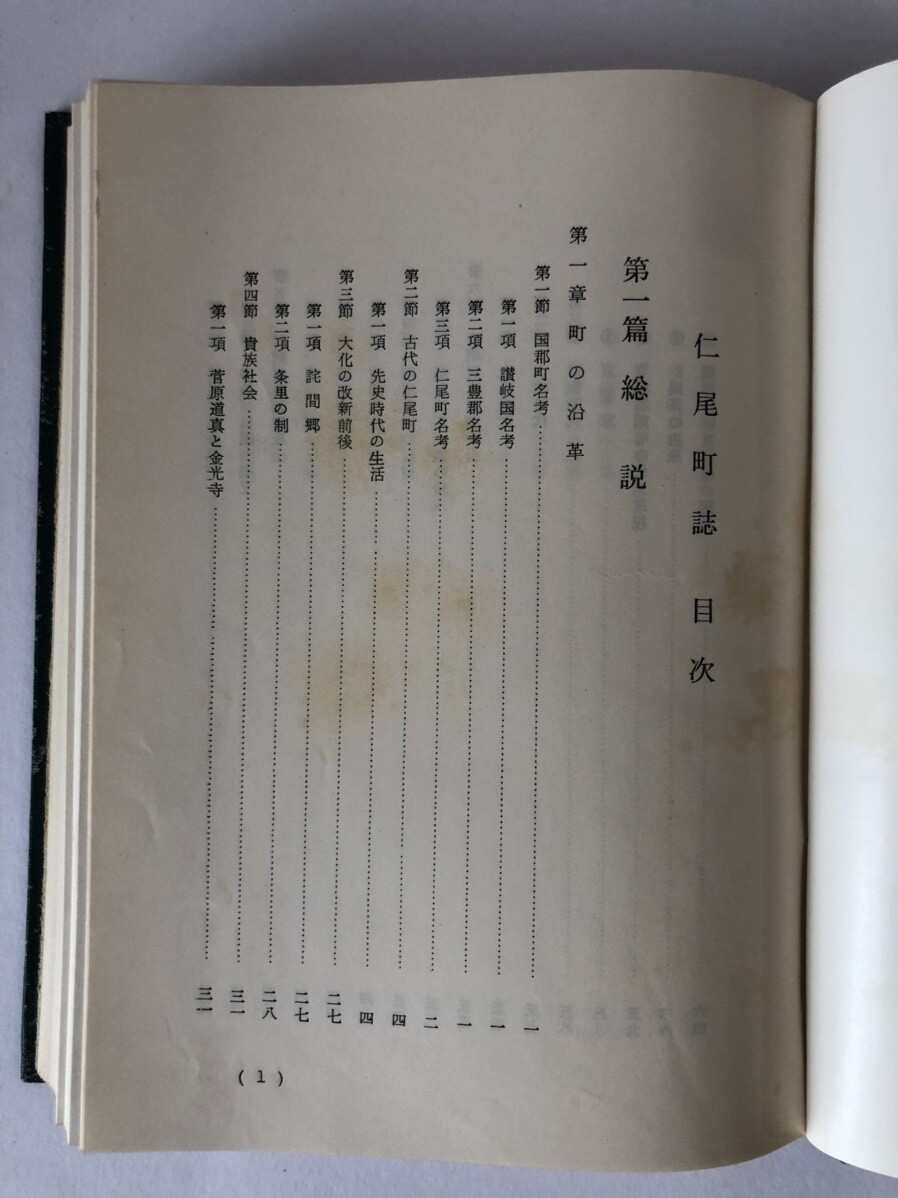 仁尾町誌 目次
第一篇 総説
第一章 町の沿革
第一節 国郡町名考…………一
第一項 讃岐国名考…………一
第二項 三豊郡名考…………一
第三項 仁尾町名考…………二
第二節 古代の仁尾町…………四
第一項 先史時代の生活…………四
第三節 大化の改新前後…………二七
第一項 詫間郷…………二七
第二項 条里の制…………二八
第四節 貴族社会…………三一
第一項 菅原道真と金光寺…………三一
(1)